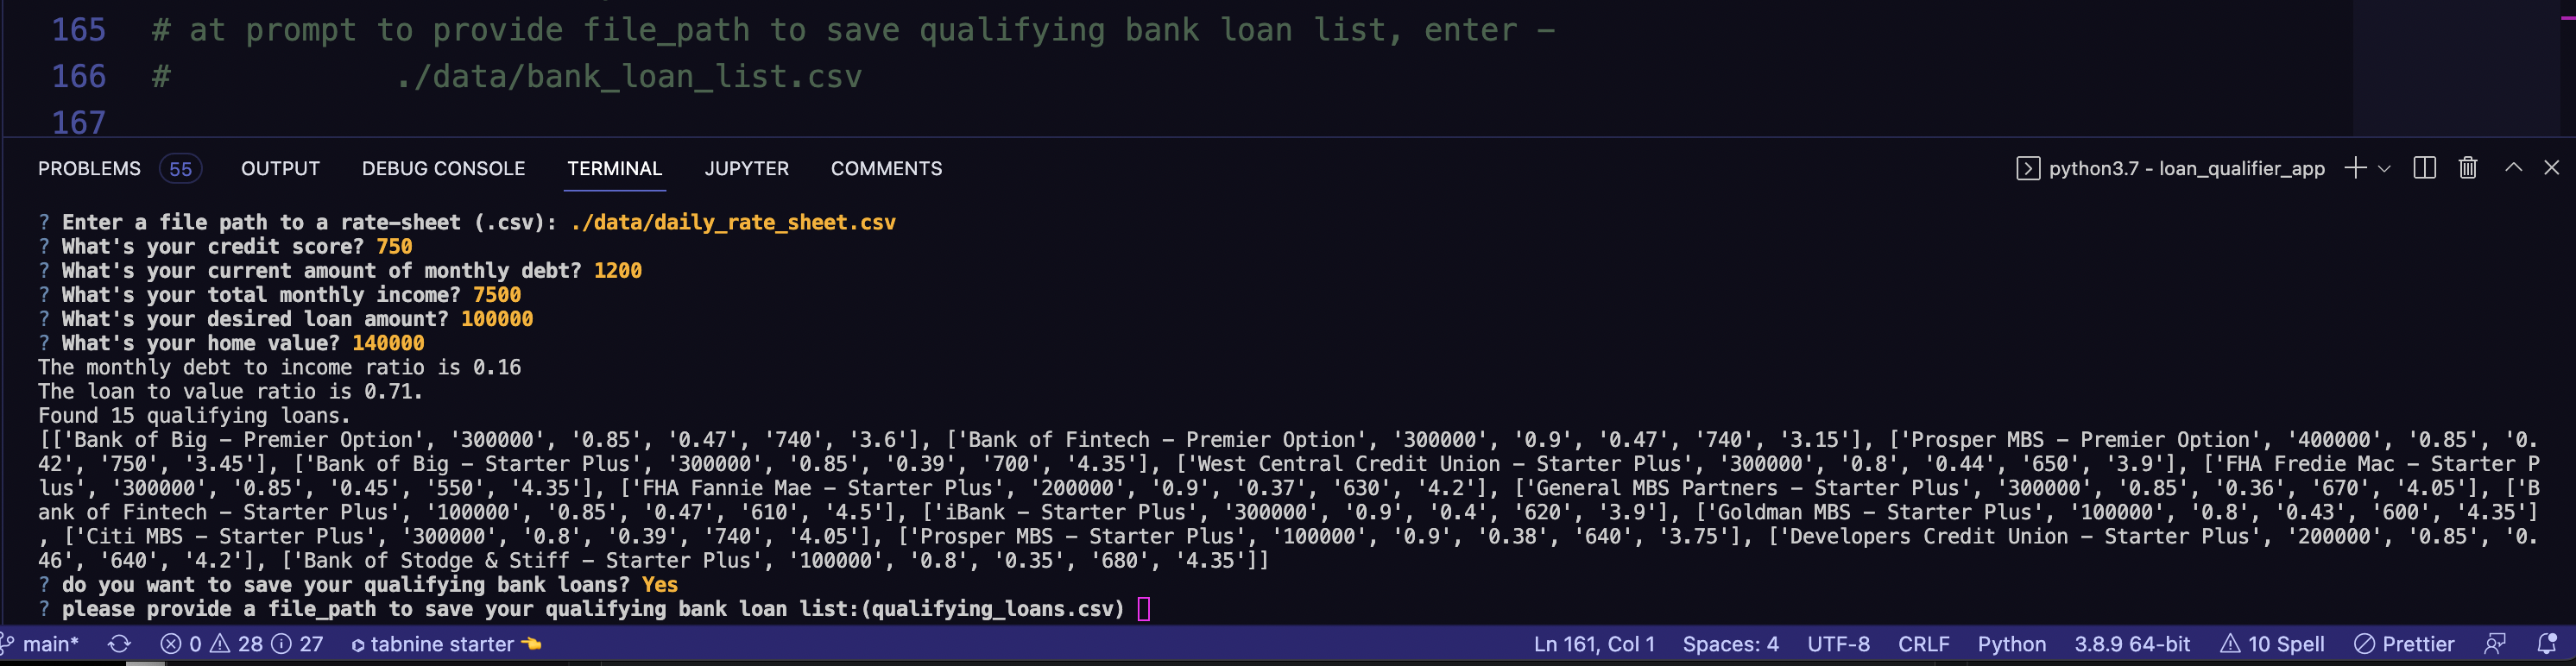 165 # at prompt to provide file_path to save qualifying bank loan list, enter -
166 # ./data/bank_loan_list.csv
167
PROBLEMS 55 OUTPUT DEBUG CONSOLE TERMINAL JUPYTER COMMENTS python3.7 - loan_qualifier_app
? Enter a file path to a rate-sheet (.csv): ./data/daily_rate_sheet.csv
? What's your credit score? 750
? What's your current amount of monthly debt? 1200
? What's your total monthly income? 7500
? What's your desired loan amount? 100000
? What's your home value? 140000
The monthly debt to income ratio is 0.16
The loan to value ratio is 0.71.
Found 15 qualifying loans.
[['Bank of Big - Premier Option', '300000', '0.85', '0.47', '740', '3.6'], ['Bank of Fintech - Premier Option', '300000', '0.9', '0.47', '740', '3.15'], ['Prosper MBS - Premier Option', '400000', '0.85', '0.
42', '750', '3.45'], ['Bank of Big - Starter Plus', '300000', '0.85', '0.39', '700', '4.35'], ['West Central Credit Union - Starter Plus', '300000', '0.8', '0.44', '650', '3.9'], ['FHA Fredie Mac - Starter P
lus', '300000', '0.85', '0.45', '550', '4.35'], ['FHA Fannie Mae - Starter Plus', '200000', '0.9', '0.37', '630', '4.2'], ['General MBS Partners - Starter Plus', '300000', '0.85', '0.36', '670', '4.05'], ['B
ank of Fintech - Starter Plus', '100000', '0.85', '0.47', '610', '4.5'], ['iBank - Starter Plus', '300000', '0.9', '0.4', '620', '3.9'], ['Goldman MBS - Starter Plus', '100000', '0.8', '0.43', '600', '4.35']
, ['Citi MBS - Starter Plus', '300000', '0.8', '0.39', '740', '4.05'], ['Prosper MBS - Starter Plus', '100000', '0.9', '0.38', '640', '3.75'], ['Developers Credit Union - Starter Plus', '200000', '0.85', '0.
46', '640', '4.2'], ['Bank of Stodge & Stiff - Starter Plus', '100000', '0.8', '0.35', '680', '4.35']]
? do you want to save your qualifying bank loans? Yes
? please provide a file_path to save your qualifying bank loan list:(qualifying_loans.csv)
main* 0 28 27 tabnine starter 👈 Ln 161, Col 1 Spaces: 4 UTF-8 CRLF Python 3.8.9 64-bit 10 Spell Prettier